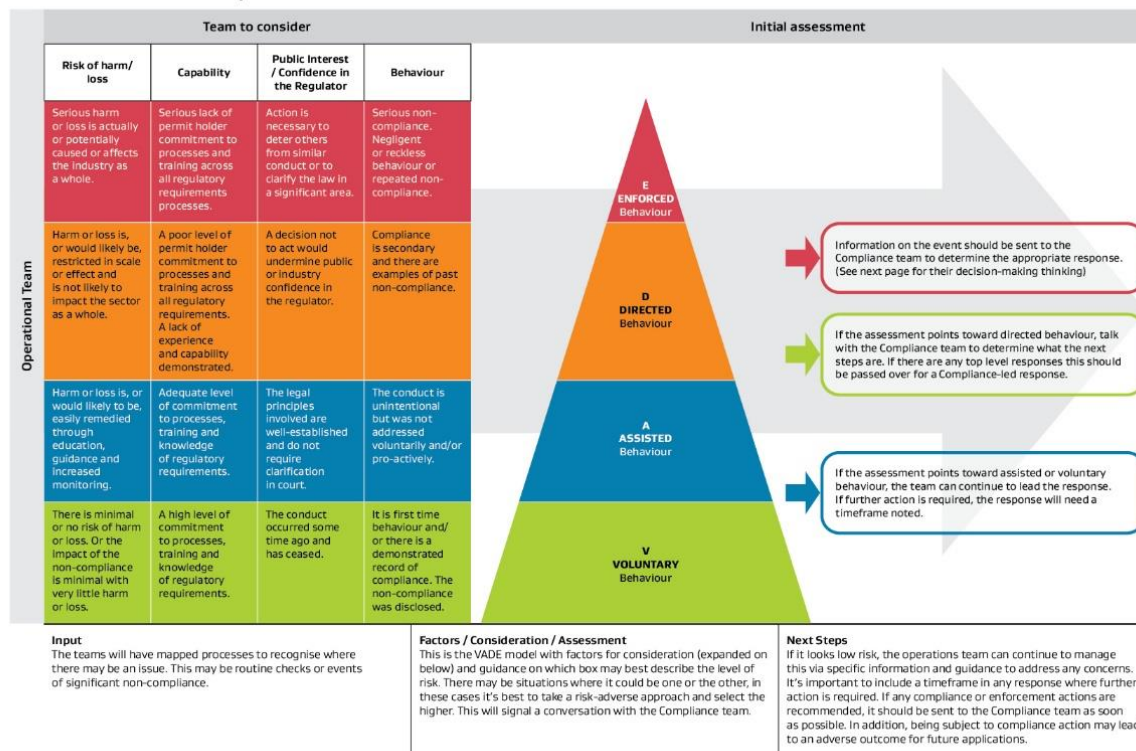 Team to consider
Initial assessment
Operational Team
Risk of harm/
loss
Capability
Public Interest
/ Confidence in
the Regulator
Behaviour
Serious harm
or loss is actually
or potentially
caused or affects
the industry as
a whole.
Serious lack of
permit holder
commitment to
processes and
training across
all regulatory
requirements
processes.
Action is
necessary to
deter others
from similar
conduct or to
clarify the law in
a significant area.
Serious non-
compliance.
Negligent
or reckless
behaviour or
repeated non-
compliance.
Harm or loss is,
or would likely be,
restricted in scale
or effect and
is not likely to
impact the sector
as a whole.
A poor level of
permit holder
commitment to
processes and
training across
all regulatory
requirements.
A lack of
experience
and capability
demonstrated.
A decision not
to act would
undermine public
or industry
confidence in
the regulator.
Compliance
is secondary
and there are
examples of past
non-compliance.
Harm or loss is, or
would likely to be,
easily remedied
through
education,
guidance and
increased
monitoring.
Adequate level
of commitment
to processes,
training and
knowledge
of regulatory
requirements.
The legal
principles
involved are
well-established
and do not
require
clarification
in court.
The conduct is
unintentional
but was not
addressed
voluntarily and/or
pro-actively.
There is minimal
or no risk of harm
or loss. Or the
impact of the
non-compliance
is minimal with
very little harm
or loss.
A high level of
commitment
to processes,
training and
knowledge
of regulatory
requirements.
The conduct
occurred some
time ago and
has ceased.
It is first time
behaviour and/
or there is a
demonstrated
record of
compliance. The
non-compliance
was disclosed.
E
ENFORCED
Behaviour
D
DIRECTED
Behaviour
A
ASSISTED
Behaviour
V
VOLUNTARY
Behaviour
Information on the event should be sent to the
Compliance team to determine the appropriate response.
(See next page for their decision-making thinking)
If the assessment points toward directed behaviour, talk
with the Compliance team to determine what the next
steps are. If there are any top level responses this should
be passed over for a Compliance-led response.
If the assessment points toward assisted or voluntary
behaviour, the team can continue to lead the response.
If further action is required, the response will need a
timeframe noted.
Input
The teams will have mapped processes to recognise where
there may be an issue. This may be routine checks or events
of significant non-compliance.
Factors / Consideration / Assessment
This is the VADE model with factors for consideration (expanded on
below) and guidance on which box may best describe the level of
risk. There may be situations where it could be one or the other, in
these cases it's best to take a risk-adverse approach and select the
higher. This will signal a conversation with the Compliance team.
Next Steps
If it looks low risk, the operations team can continue to manage
this via specific information and guidance to address any concerns.
It's important to include a timeframe in any response where further
action is required. If any compliance or enforcement actions are
recommended, it should be sent to the Compliance team as soon
as possible. In addition, being subject to compliance action may lead
to an adverse outcome for future applications.